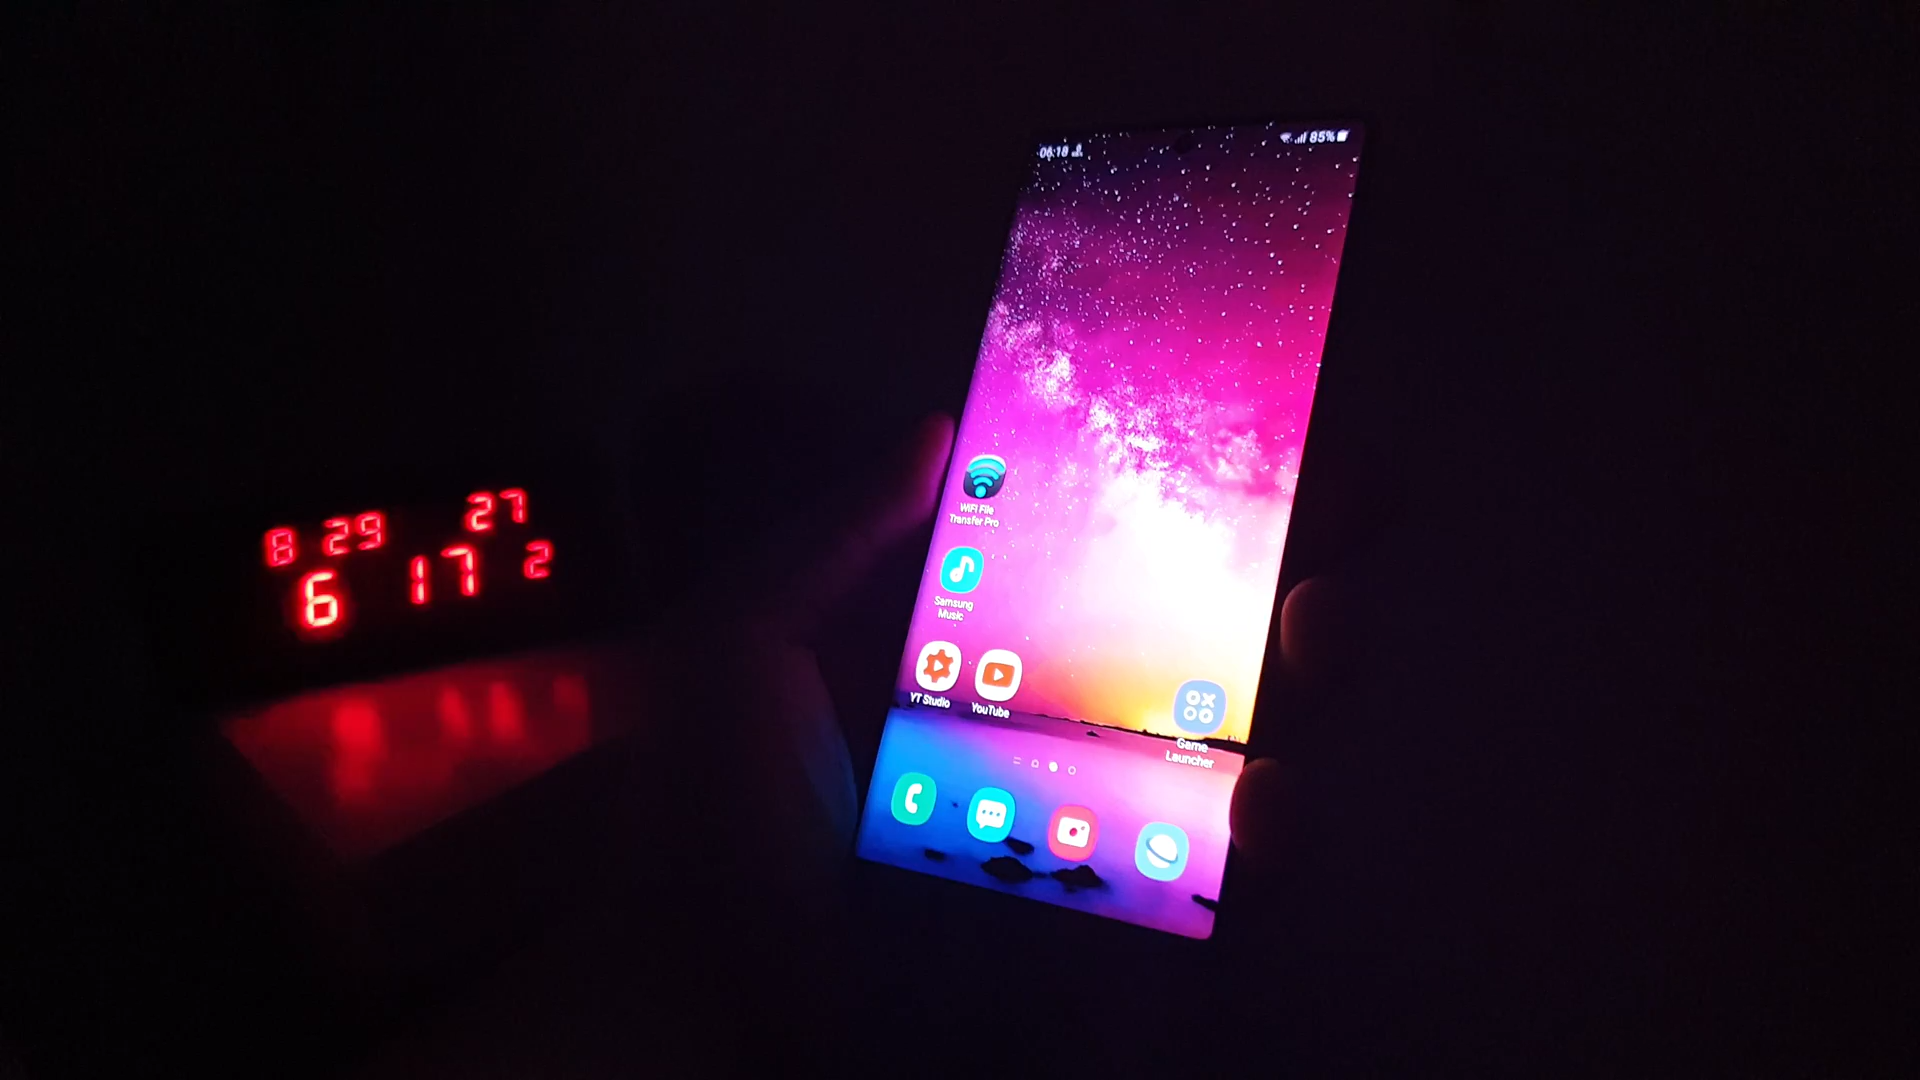 8 29 27
6 17 2
06:18
85%
WiFi File
Transfer Pro
Samsung
Music
YT Studio
YouTube
Game
Launcher